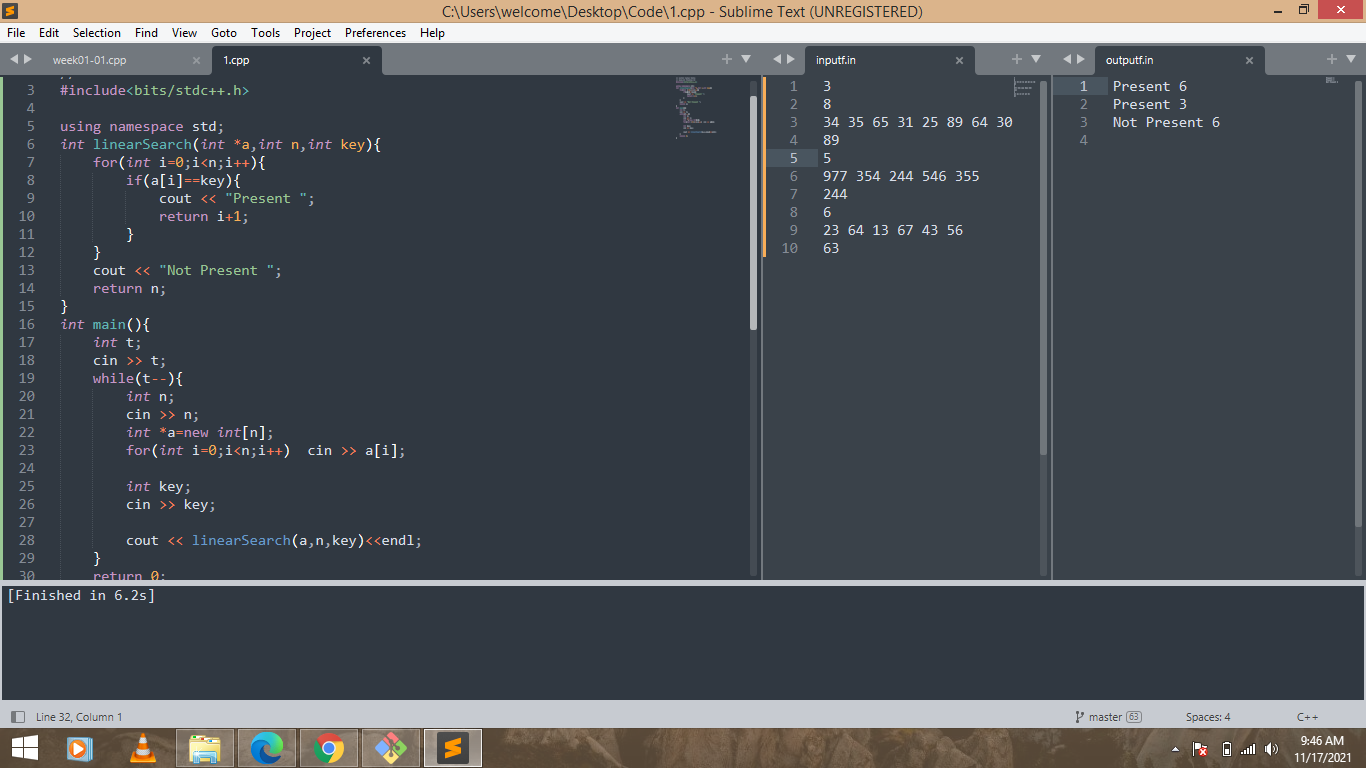 C:\Users\welcome\Desktop\Code\1.cpp - Sublime Text (UNREGISTERED)
File Edit Selection Find View Goto Tools Project Preferences Help
week01-01.cpp × 1.cpp ×
3 #include<bits/stdc++.h>
4
5 using namespace std;
6 int linearSearch(int *a,int n,int key){
7 for(int i=0;i<n;i++){
8 if(a[i]==key){
9 cout << "Present ";
10 return i+1;
11 }
12 }
13 cout << "Not Present ";
14 return n;
15 }
16 int main(){
17 int t;
18 cin >> t;
19 while(t--){
20 int n;
21 cin >> n;
22 int *a=new int[n];
23 for(int i=0;i<n;i++)  cin >> a[i];
24
25 int key;
26 cin >> key;
27
28 cout << linearSearch(a,n,key)<<endl;
29 }
30 return 0;
inputf.in ×
1 3
2 8
3 34 35 65 31 25 89 64 30
4 89
5 5
6 977 354 244 546 355
7 244
8 6
9 23 64 13 67 43 56
10 63
outputf.in ×
1 Present 6
2 Present 3
3 Not Present 6
4
[Finished in 6.2s]
Line 32, Column 1
master 63
Spaces: 4
C++
9:46 AM
11/17/2021